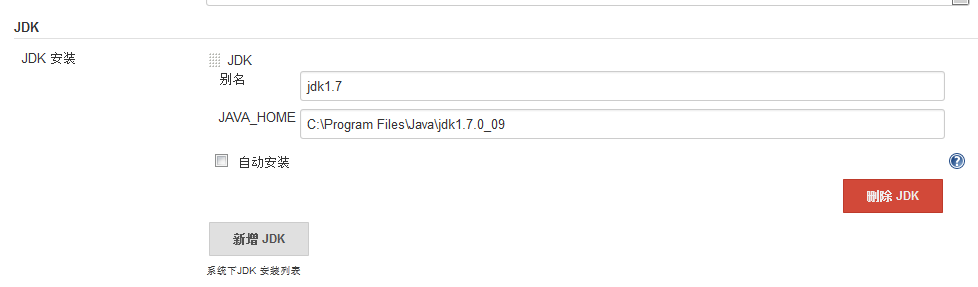 JDK
JDK 安装
JDK
别名
jdk1.7
JAVA_HOME
C:\Program Files\Java\jdk1.7.0_09
自动安装
?
删除 JDK
新增 JDK
系统下JDK 安装列表